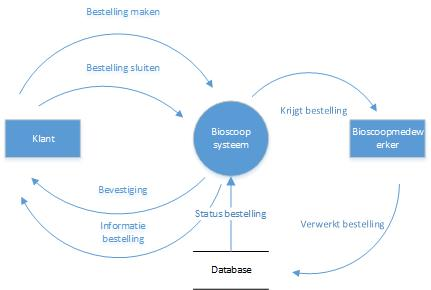 Bestelling maken
Bestelling sluiten
Krijgt bestelling
Klant
Bioscoop
systeem
Bioscoopmedew
erker
Bevestiging
Informatie
bestelling
Status bestelling
Verwerkt bestelling
Database